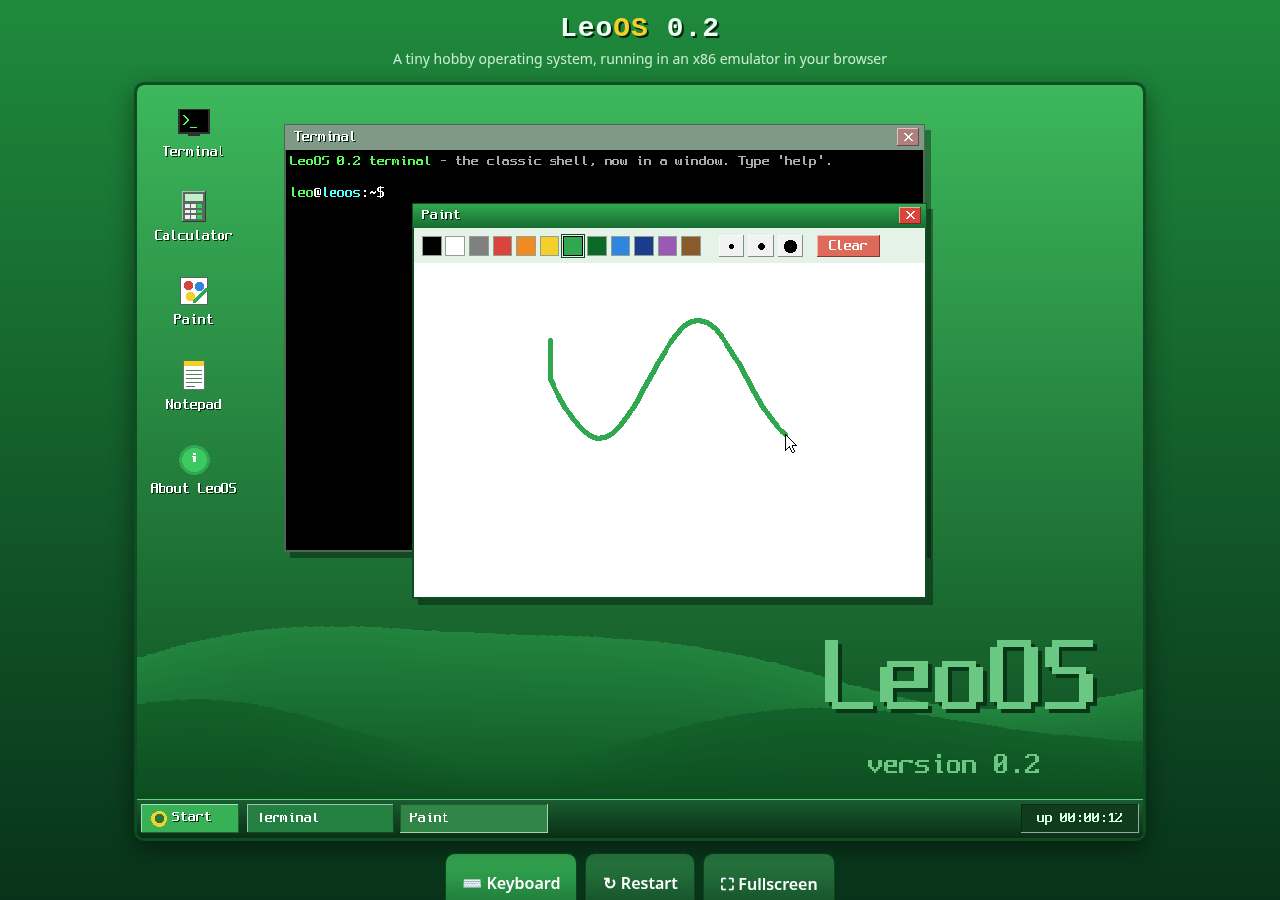 LeoOS 0.2
A tiny hobby operating system, running in an x86 emulator in your browser
Terminal
Calculator
Paint
Notepad
About LeoOS
Terminal
LeoOS 0.2 terminal - the classic shell, now in a window. Type 'help'.
leo@leoos:~$
Paint
Clear
LeoOS
version 0.2
Start
Terminal
Paint
up 00:00:12
Keyboard
Restart
Fullscreen